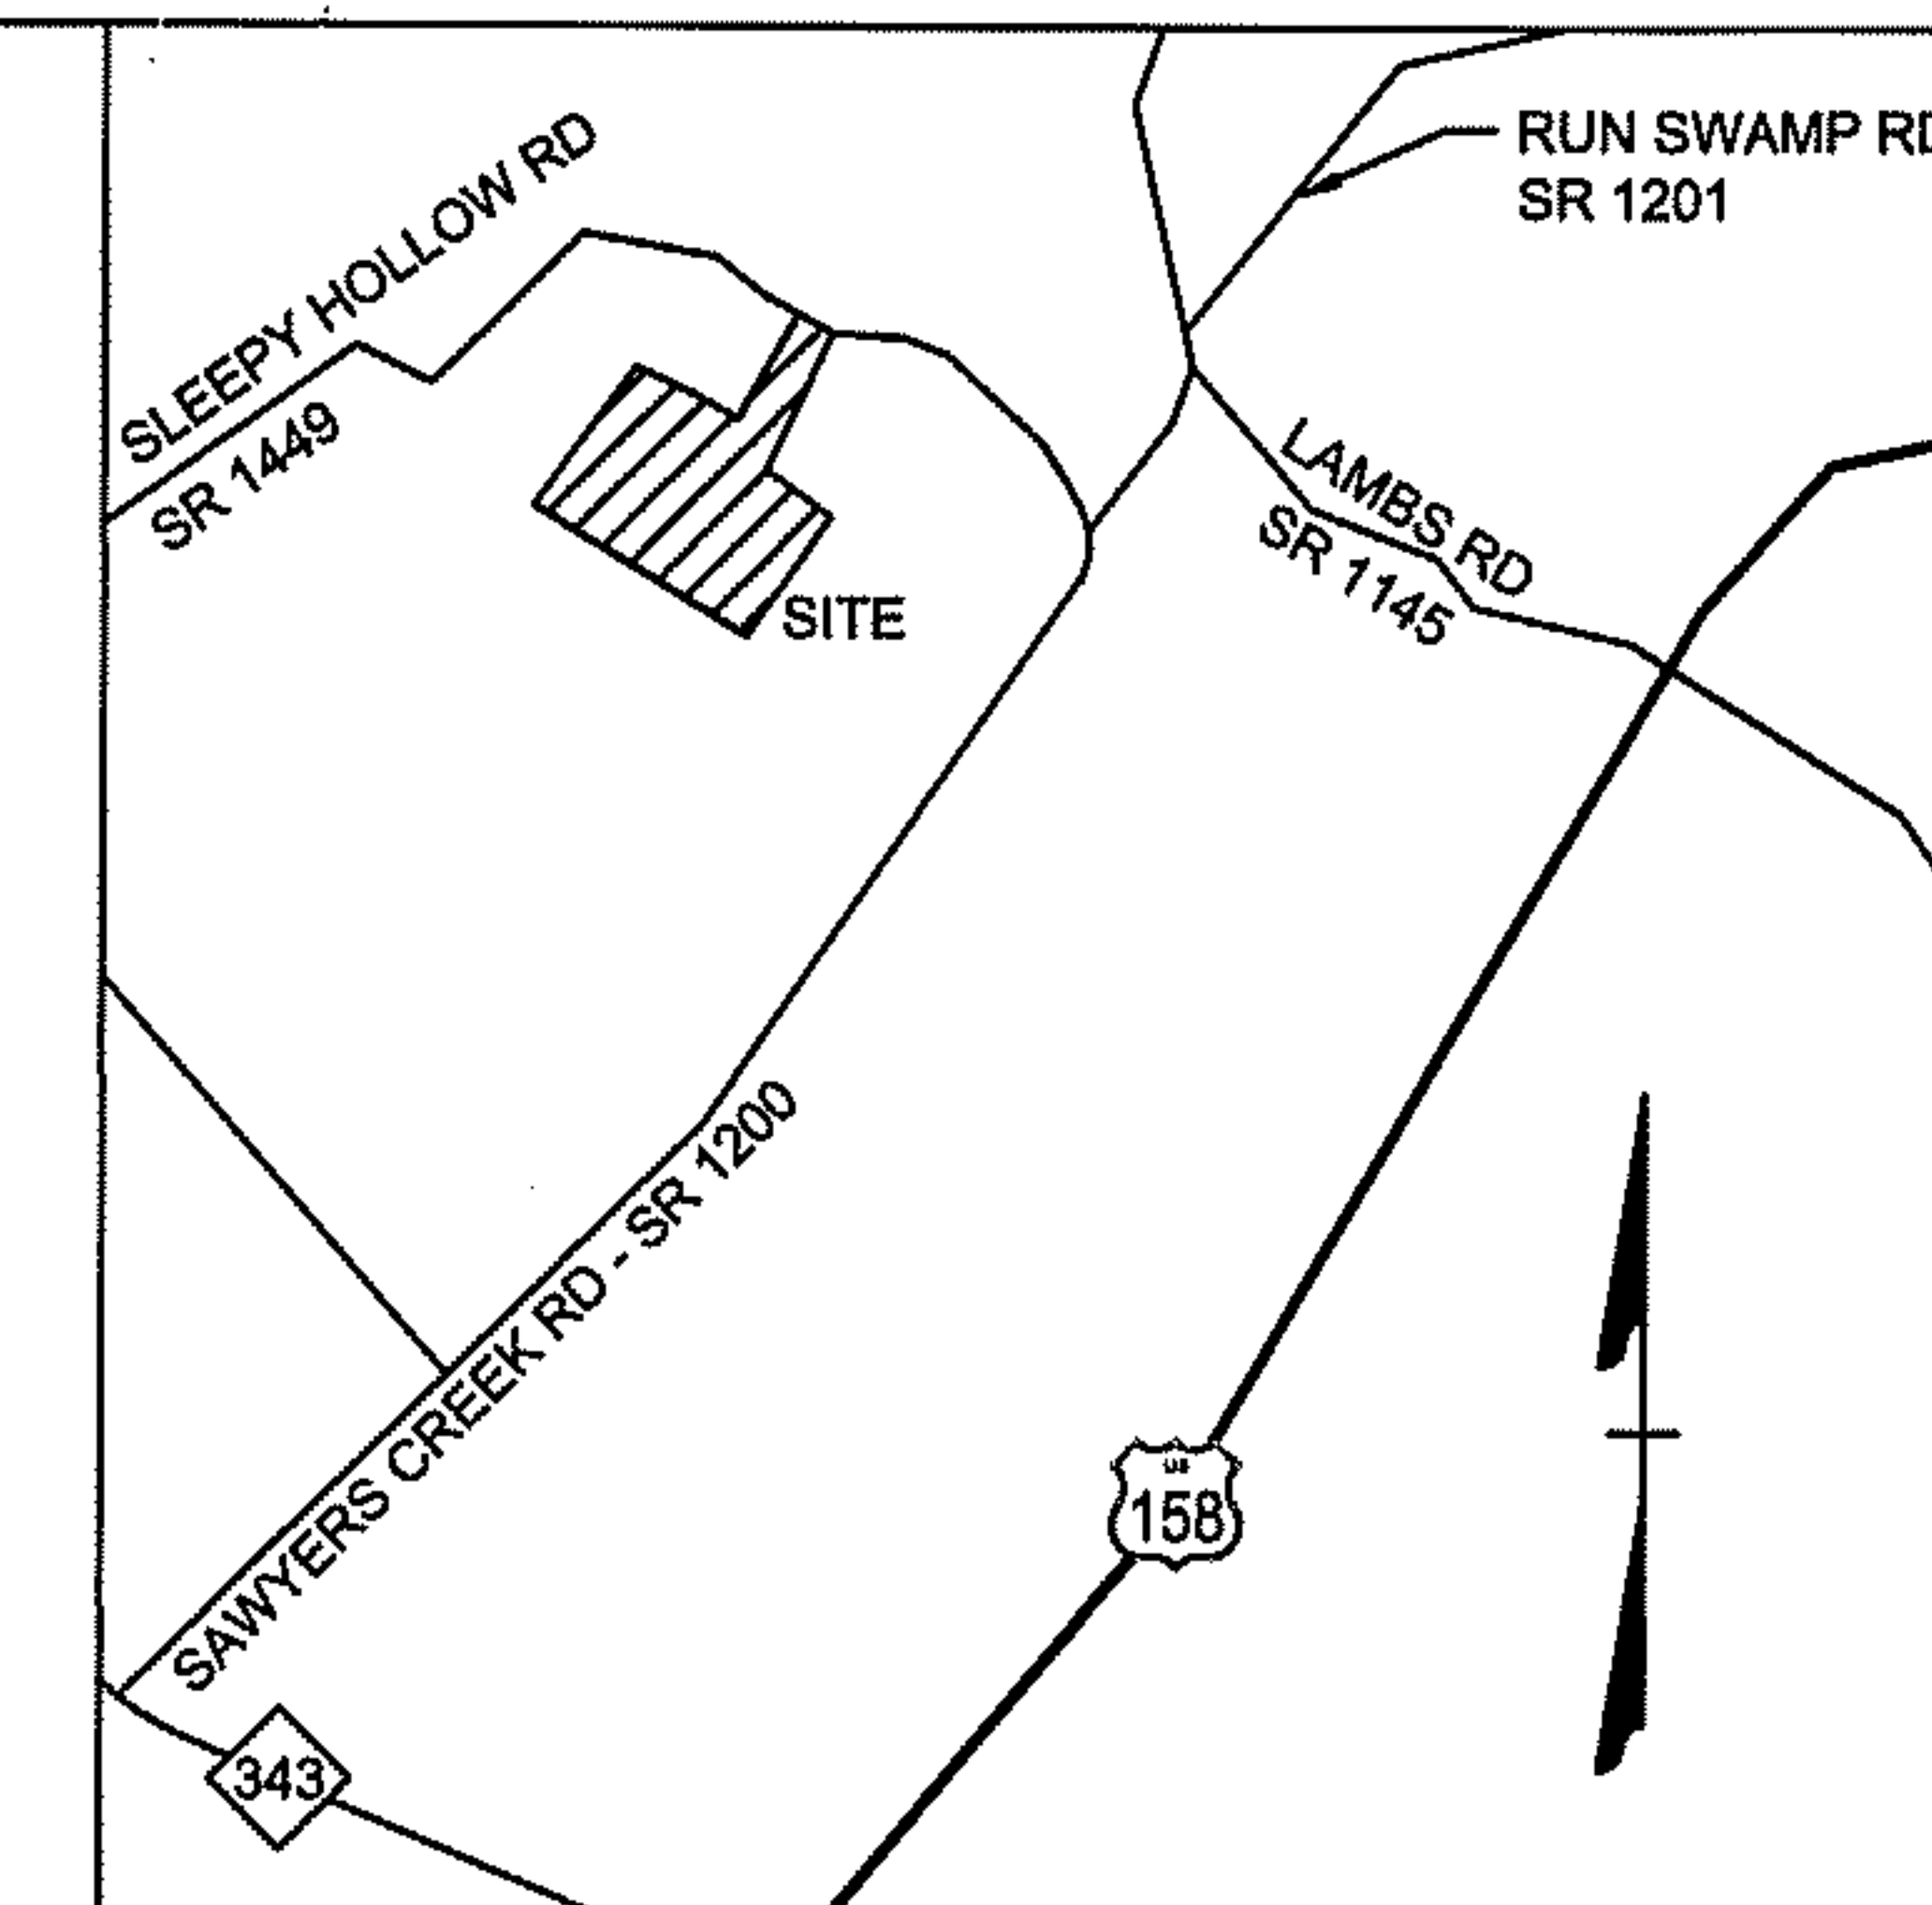 RUN SWAMP RD
SR 1201
SLEEPY HOLLOW RD
SR 1449
LAMBS RD
SR 1145
SITE
SAWYERS CREEK RD - SR 1200
US
158
343